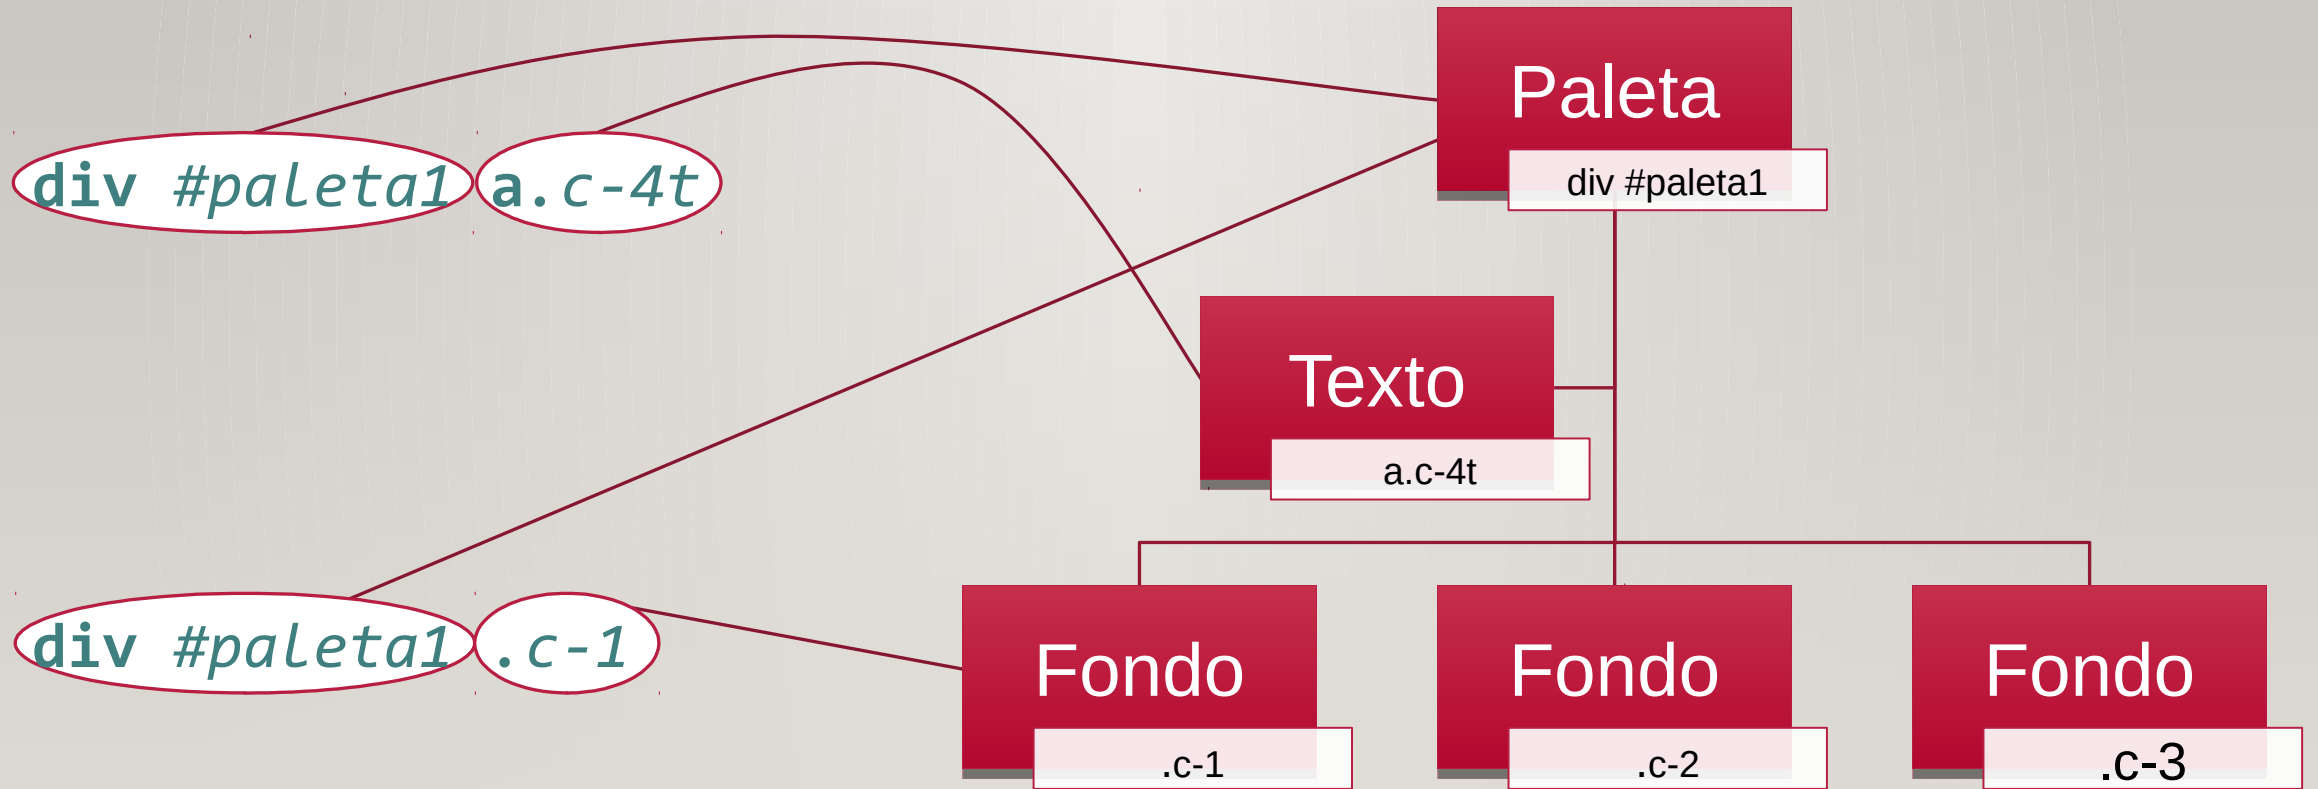 Paleta
div #paleta1
div #paleta1 a.c-4t
Texto
a.c-4t
div #paleta1 .c-1
Fondo
.c-1
Fondo
.c-2
Fondo
.c-3